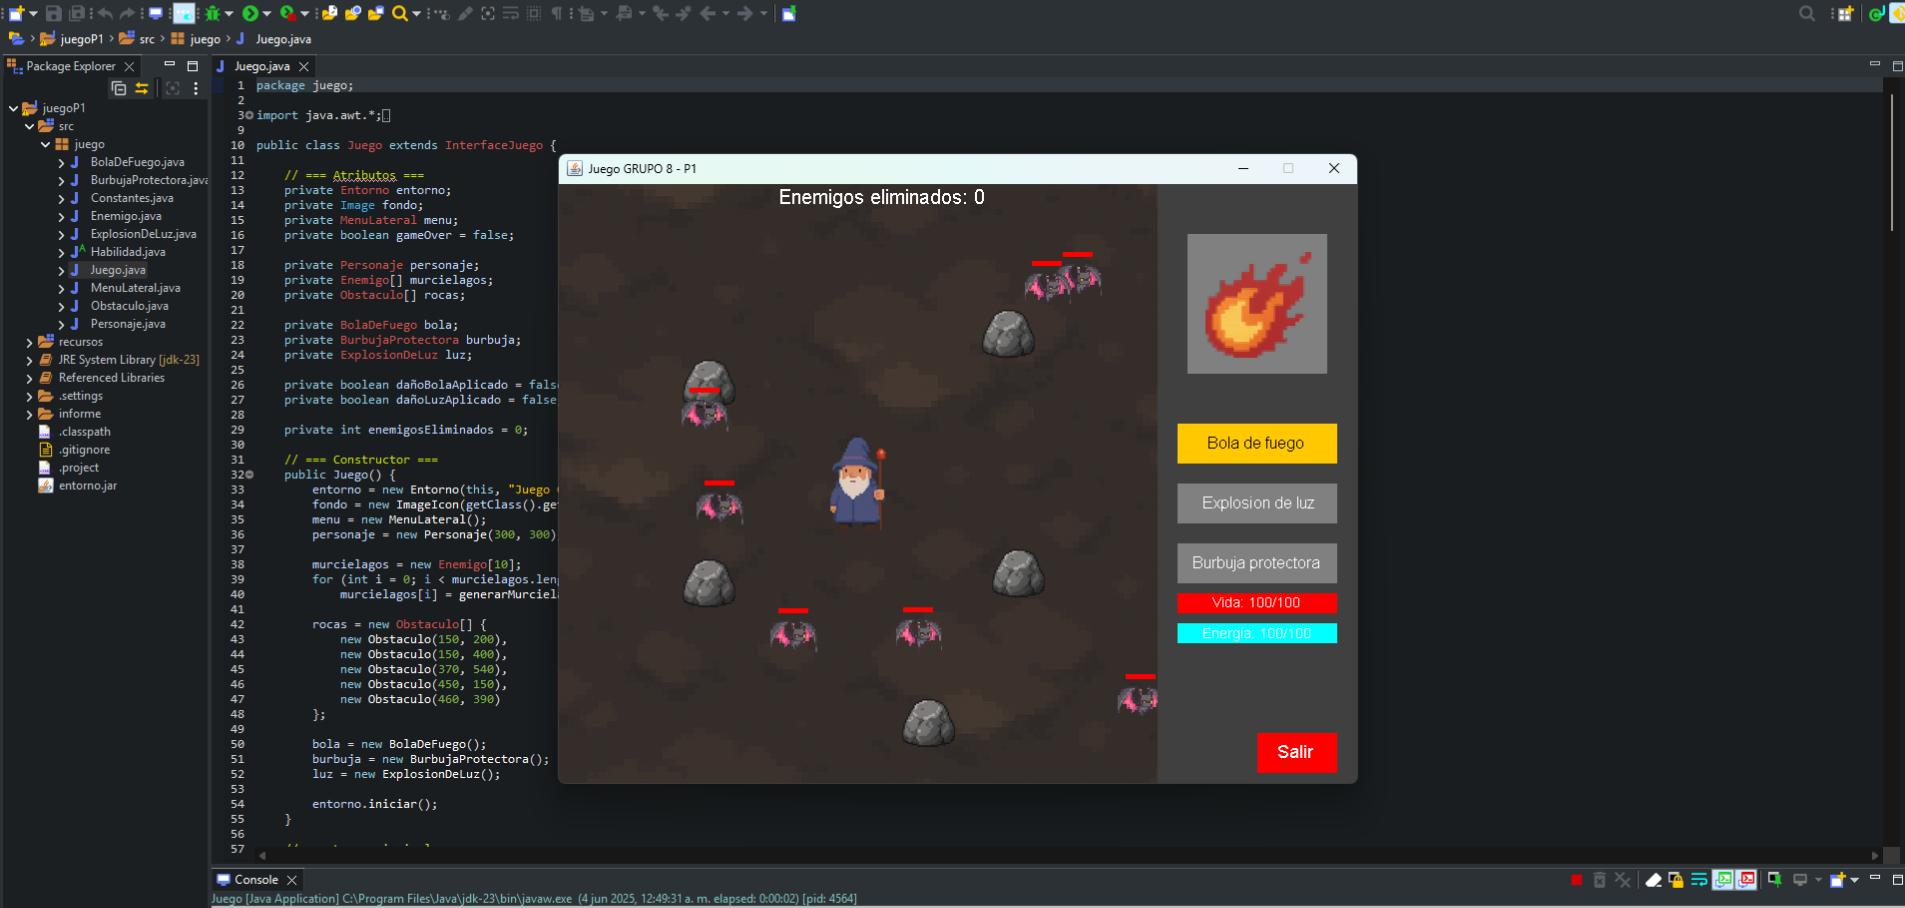 juegoP1 › src › juego › Juego.java
Package Explorer
juegoP1
src
juego
BolaDeFuego.java
BurbujaProtectora.java
Constantes.java
Enemigo.java
ExplosionDeLuz.java
Habilidad.java
Juego.java
MenuLateral.java
Obstaculo.java
Personaje.java
recursos
JRE System Library [jdk-23]
Referenced Libraries
.settings
informe
.classpath
.gitignore
.project
entorno.jar
Juego.java
1 package juego;
2
3 import java.awt.*;
9
10 public class Juego extends InterfaceJuego {
11
12 // === Atributos ===
13 private Entorno entorno;
14 private Image fondo;
15 private MenuLateral menu;
16 private boolean gameOver = false;
17
18 private Personaje personaje;
19 private Enemigo[] murcielagos;
20 private Obstaculo[] rocas;
21
22 private BolaDeFuego bola;
23 private BurbujaProtectora burbuja;
24 private ExplosionDeLuz luz;
25
26 private boolean dañoBolaAplicado = fals
27 private boolean dañoLuzAplicado = false
28
29 private int enemigosEliminados = 0;
30
31 // === Constructor ===
32 public Juego() {
33 entorno = new Entorno(this, "Juego
34 fondo = new ImageIcon(getClass().ge
35 menu = new MenuLateral();
36 personaje = new Personaje(300, 300)
37
38 murcielagos = new Enemigo[10];
39 for (int i = 0; i < murcielagos.len
40 murcielagos[i] = generarMurciel
41
42 rocas = new Obstaculo[] {
43 new Obstaculo(150, 200),
44 new Obstaculo(150, 400),
45 new Obstaculo(370, 540),
46 new Obstaculo(450, 150),
47 new Obstaculo(460, 390)
48 };
49
50 bola = new BolaDeFuego();
51 burbuja = new BurbujaProtectora();
52 luz = new ExplosionDeLuz();
53
54 entorno.iniciar();
55 }
56
57
Juego GRUPO 8 - P1
Enemigos eliminados: 0
Bola de fuego
Explosion de luz
Burbuja protectora
Vida: 100/100
Energía: 100/100
Salir
Console
Juego [Java Application] C:\Program Files\Java\jdk-23\bin\javaw.exe (4 jun 2025, 12:49:31 a. m. elapsed: 0:00:02) [pid: 4564]